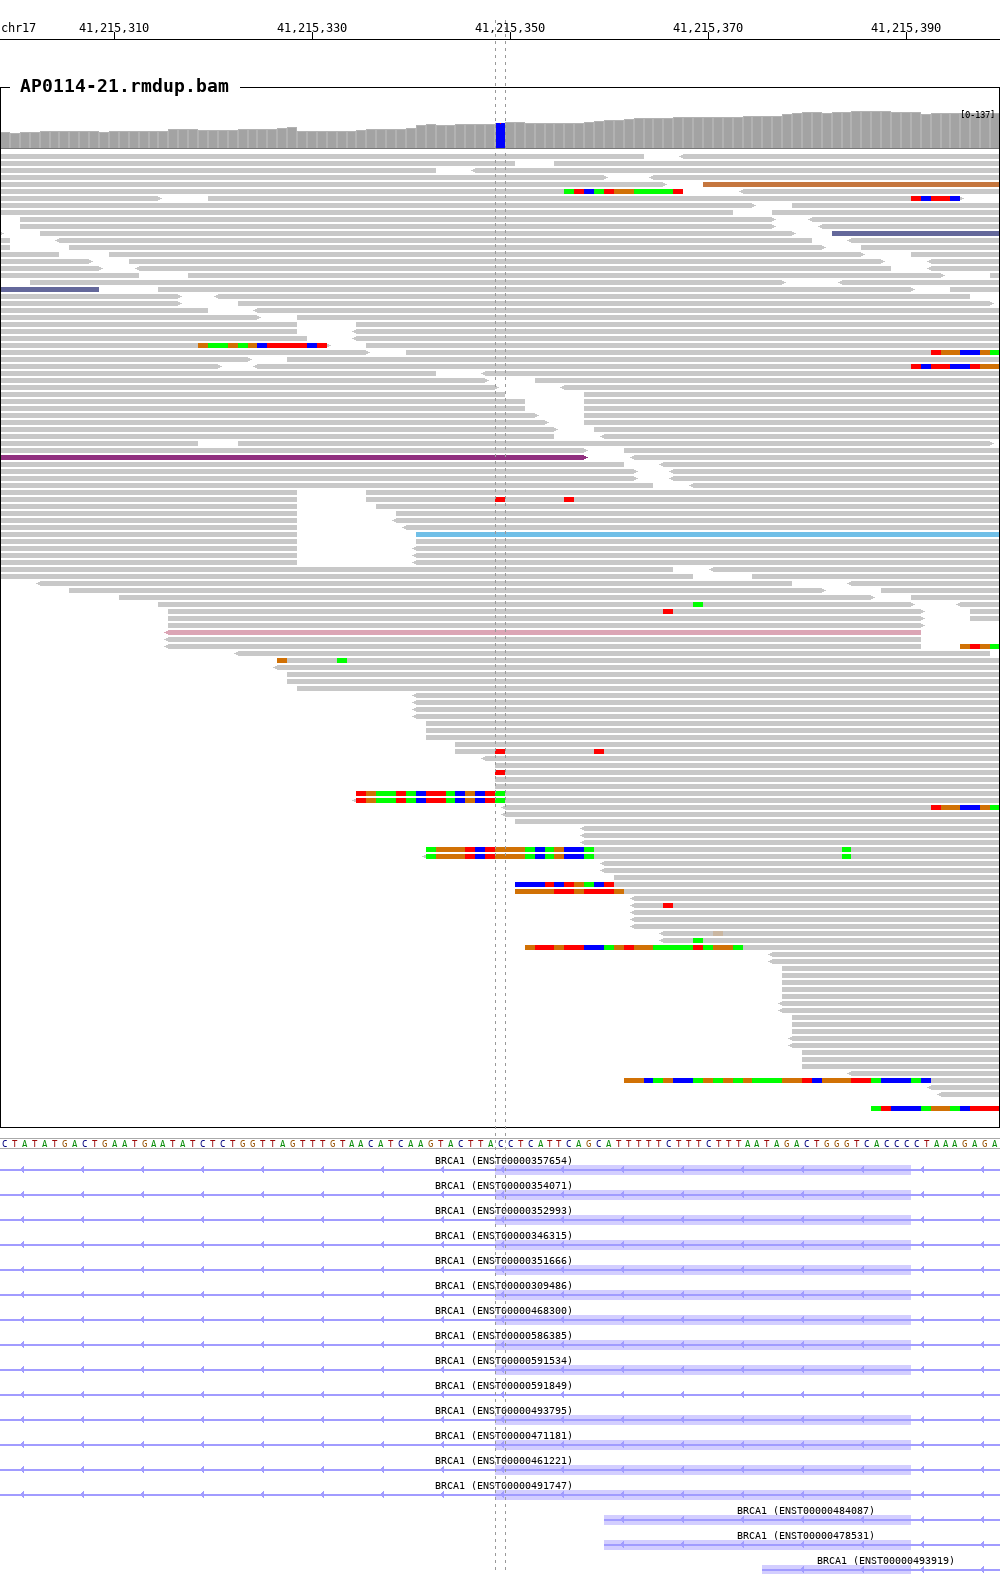 chr17 41,215,310 41,215,330 41,215,350 41,215,370 41,215,390
AP0114-21.rmdup.bam
[0-137]
CTATATGACTGAATGAATATCTCTGGTTAGTTTGTAACATCAAGTACTTACCTCATTCAGCATTTTTCTTTCTTTAATAGACTGGGTCACCCCTAAAGAGA
BRCA1 (ENST00000357654)
BRCA1 (ENST00000354071)
BRCA1 (ENST00000352993)
BRCA1 (ENST00000346315)
BRCA1 (ENST00000351666)
BRCA1 (ENST00000309486)
BRCA1 (ENST00000468300)
BRCA1 (ENST00000586385)
BRCA1 (ENST00000591534)
BRCA1 (ENST00000591849)
BRCA1 (ENST00000493795)
BRCA1 (ENST00000471181)
BRCA1 (ENST00000461221)
BRCA1 (ENST00000491747)
BRCA1 (ENST00000484087)
BRCA1 (ENST00000478531)
BRCA1 (ENST00000493919)